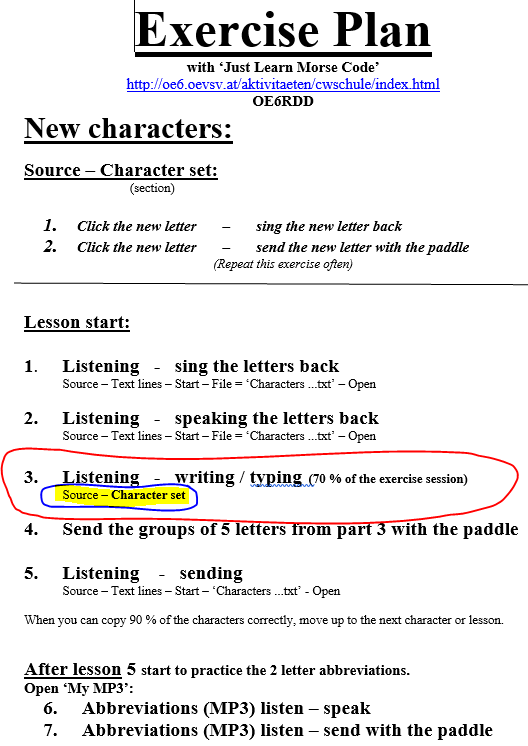 Exercise Plan
with ‘Just Learn Morse Code’
http://oe6.oevsv.at/aktivitaeten/cwschule/index.html
OE6RDD
New characters:
Source – Character set:
(section)
1. Click the new letter – sing the new letter back
2. Click the new letter – send the new letter with the paddle
(Repeat this exercise often)
Lesson start:
1. Listening - sing the letters back
Source – Text lines – Start – File = ‘Characters ...txt’ – Open
2. Listening - speaking the letters back
Source – Text lines – Start – File = ‘Characters ...txt’ – Open
3. Listening - writing / typing (70 % of the exercise session)
Source – Character set
4. Send the groups of 5 letters from part 3 with the paddle
5. Listening - sending
Source – Text lines – Start – ‘Characters ...txt’ - Open
When you can copy 90 % of the characters correctly, move up to the next character or lesson.
After lesson 5 start to practice the 2 letter abbreviations.
Open ‘My MP3’:
6. Abbreviations (MP3) listen – speak
7. Abbreviations (MP3) listen – send with the paddle